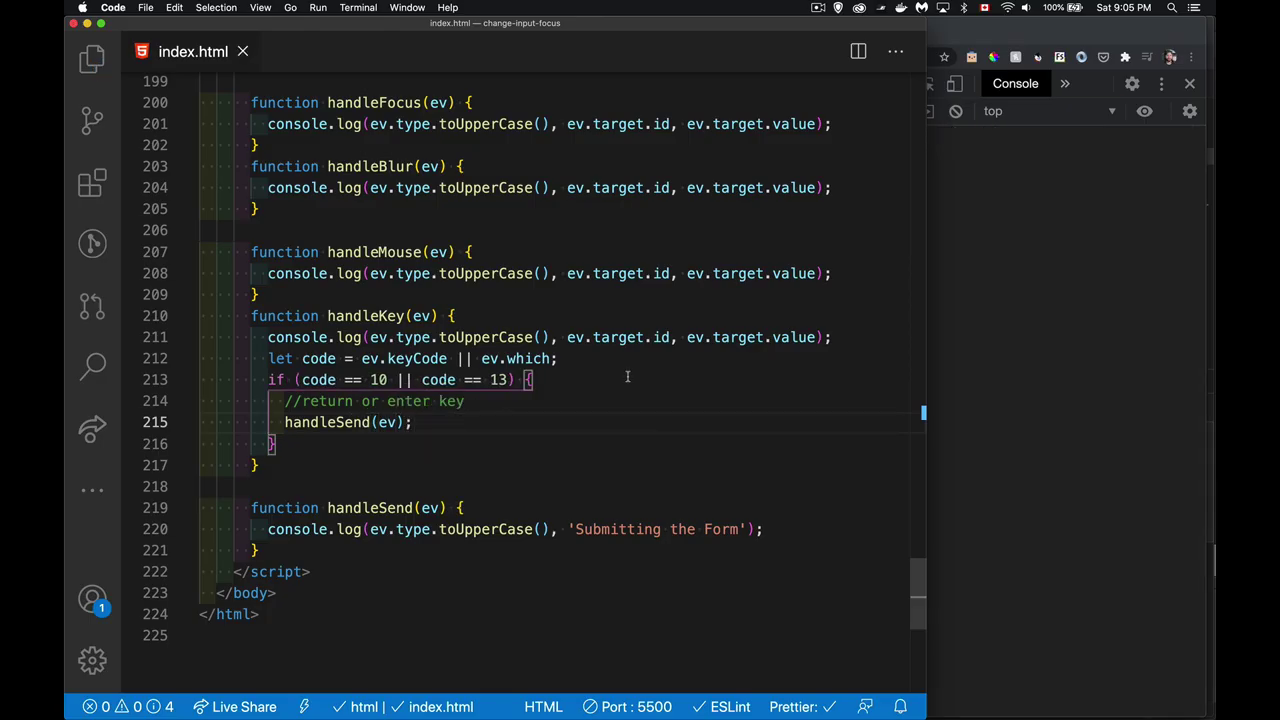 Code File Edit Selection View Go Run Terminal Window Help 100% Sat 9:05 PM
index.html — change-input-focus
index.html
Console
top
199
200 function handleFocus(ev) {
201 console.log(ev.type.toUpperCase(), ev.target.id, ev.target.value);
202 }
203 function handleBlur(ev) {
204 console.log(ev.type.toUpperCase(), ev.target.id, ev.target.value);
205 }
206
207 function handleMouse(ev) {
208 console.log(ev.type.toUpperCase(), ev.target.id, ev.target.value);
209 }
210 function handleKey(ev) {
211 console.log(ev.type.toUpperCase(), ev.target.id, ev.target.value);
212 let code = ev.keyCode || ev.which;
213 if (code == 10 || code == 13) {
214 //return or enter key
215 handleSend(ev);
216 }
217 }
218
219 function handleSend(ev) {
220 console.log(ev.type.toUpperCase(), 'Submitting the Form');
221 }
222 </script>
223 </body>
224 </html>
225
1
0 0 4 Live Share html | index.html HTML Port : 5500 ESLint Prettier: